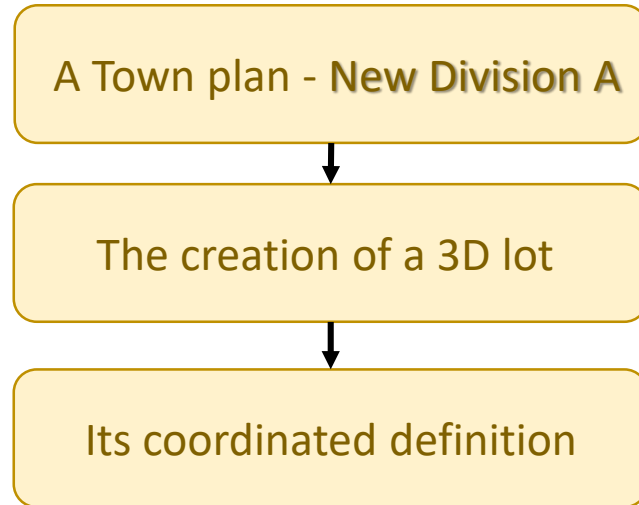 A Town plan - New Division A
The creation of a 3D lot
Its coordinated definition